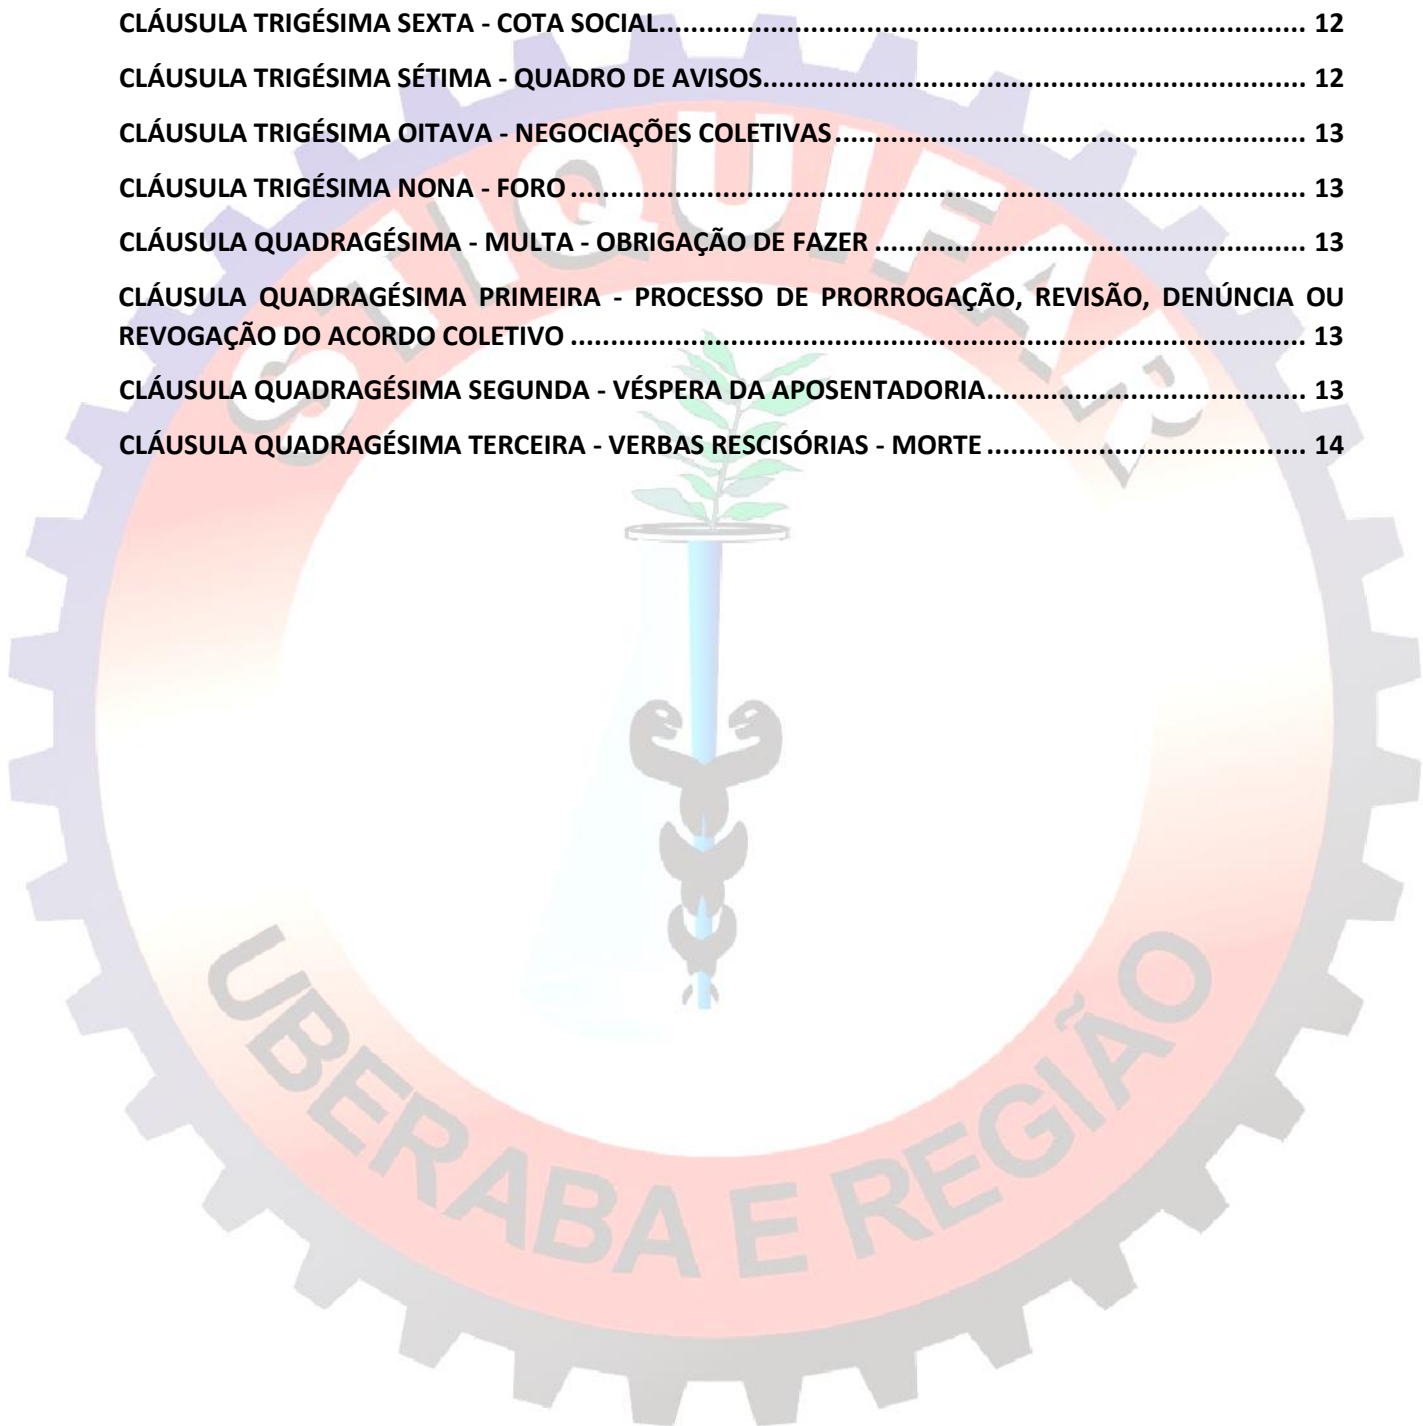 CLÁUSULA TRIGÉSIMA SEXTA - COTA SOCIAL.................................................................................. 12
CLÁUSULA TRIGÉSIMA SÉTIMA - QUADRO DE AVISOS..................................................................... 12
CLÁUSULA TRIGÉSIMA OITAVA - NEGOCIAÇÕES COLETIVAS............................................................ 13
CLÁUSULA TRIGÉSIMA NONA - FORO ............................................................................................. 13
CLÁUSULA QUADRAGÉSIMA - MULTA - OBRIGAÇÃO DE FAZER ...................................................... 13
CLÁUSULA QUADRAGÉSIMA PRIMEIRA - PROCESSO DE PRORROGAÇÃO, REVISÃO, DENÚNCIA OU
REVOGAÇÃO DO ACORDO COLETIVO ............................................................................................. 13
CLÁUSULA QUADRAGÉSIMA SEGUNDA - VÉSPERA DA APOSENTADORIA........................................ 13
CLÁUSULA QUADRAGÉSIMA TERCEIRA - VERBAS RESCISÓRIAS - MORTE ........................................ 14
STIQUIFAR
UBERABA E REGIÃO